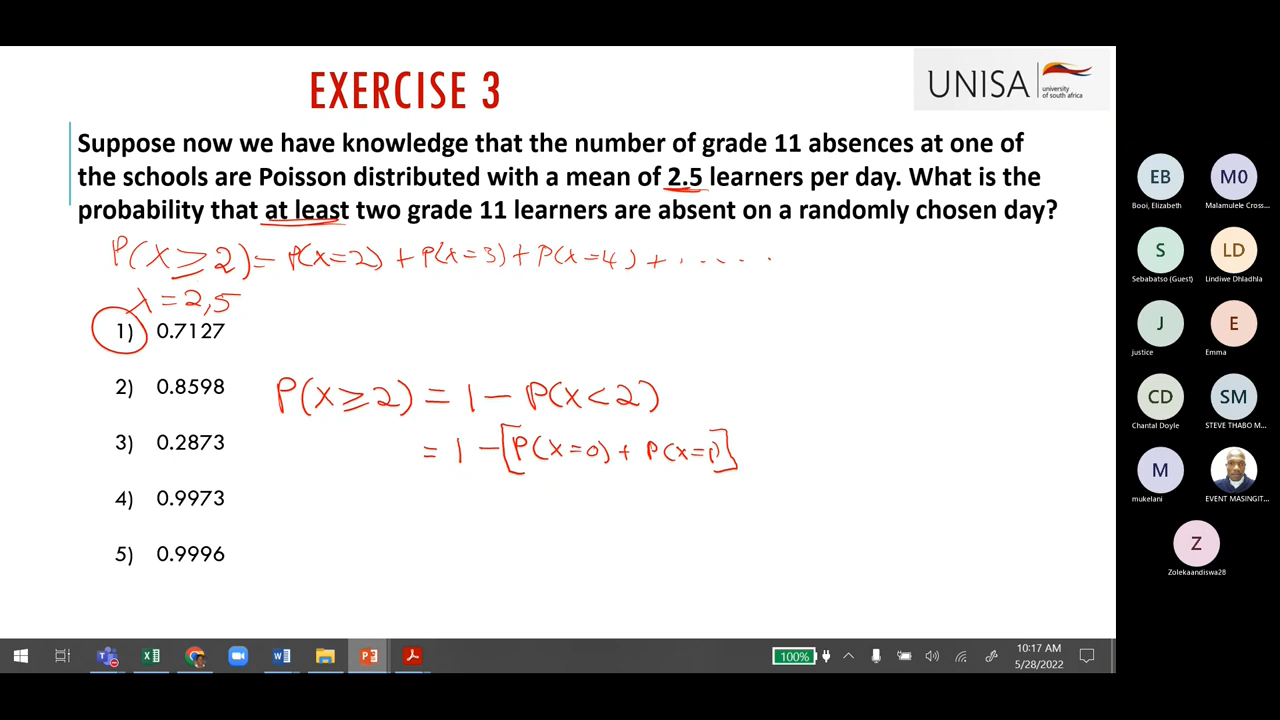 EXERCISE 3
UNISA
university
of south africa
Suppose now we have knowledge that the number of grade 11 absences at one of
the schools are Poisson distributed with a mean of 2.5 learners per day. What is the
probability that at least two grade 11 learners are absent on a randomly chosen day?
P(X≥2) = P(X=2) + P(X=3) + P(X=4) + . . . . .
λ = 2,5
1) 0.7127
2) 0.8598
P(X≥2) = 1 - P(X<2)
= 1 - [P(X=0) + P(X=1)]
3) 0.2873
4) 0.9973
5) 0.9996
EB
Booi, Elizabeth
M0
Malamulele Cross...
S
Sebabatso (Guest)
LD
Lindiwe Dhladhla
J
justice
E
Emma
CD
Chantal Doyle
SM
STEVE THABO M...
M
mukelani
EVENT MASINGIT...
Z
Zolekaandiswa28
100%
10:17 AM
5/28/2022